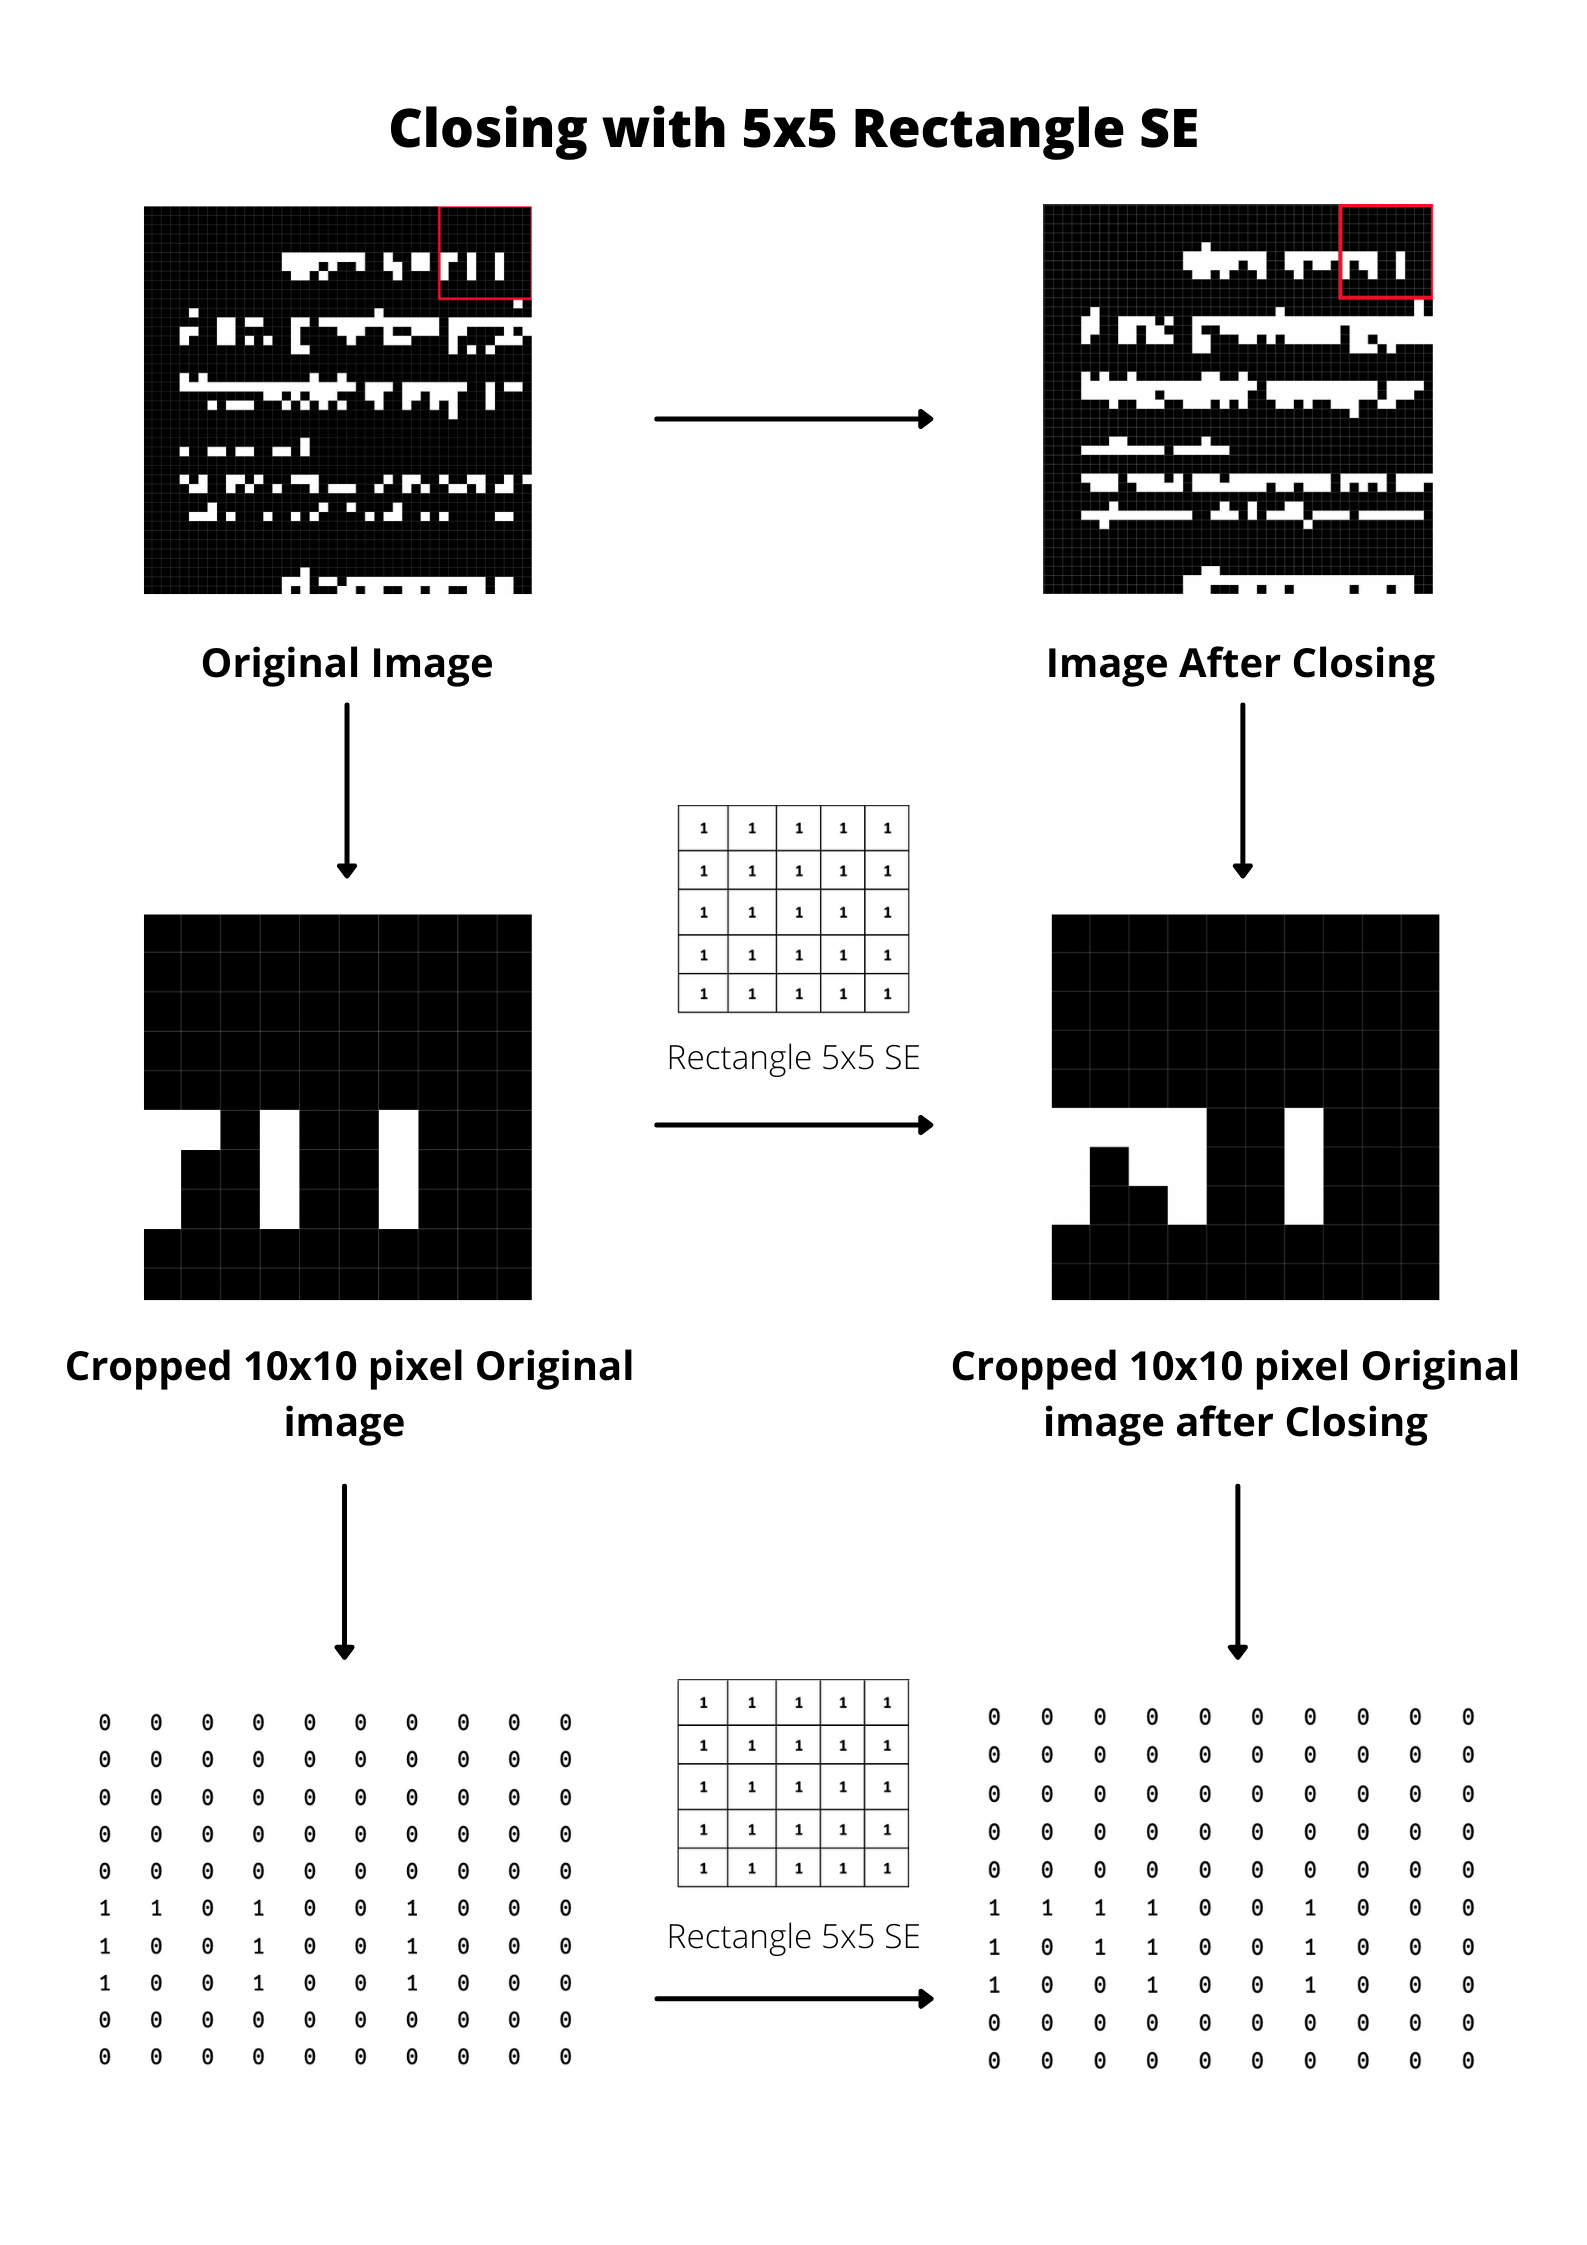 Closing with 5x5 Rectangle SE
Original Image
Image After Closing
1 1 1 1 1
1 1 1 1 1
1 1 1 1 1
1 1 1 1 1
1 1 1 1 1
Rectangle 5x5 SE
Cropped 10x10 pixel Original
image
Cropped 10x10 pixel Original
image after Closing
0 0 0 0 0 0 0 0 0 0
0 0 0 0 0 0 0 0 0 0
0 0 0 0 0 0 0 0 0 0
0 0 0 0 0 0 0 0 0 0
0 0 0 0 0 0 0 0 0 0
1 1 0 1 0 0 1 0 0 0
1 0 0 1 0 0 1 0 0 0
1 0 0 1 0 0 1 0 0 0
0 0 0 0 0 0 0 0 0 0
0 0 0 0 0 0 0 0 0 0
1 1 1 1 1
1 1 1 1 1
1 1 1 1 1
1 1 1 1 1
1 1 1 1 1
Rectangle 5x5 SE
0 0 0 0 0 0 0 0 0 0
0 0 0 0 0 0 0 0 0 0
0 0 0 0 0 0 0 0 0 0
0 0 0 0 0 0 0 0 0 0
0 0 0 0 0 0 0 0 0 0
1 1 1 1 0 0 1 0 0 0
1 0 1 1 0 0 1 0 0 0
1 0 0 1 0 0 1 0 0 0
0 0 0 0 0 0 0 0 0 0
0 0 0 0 0 0 0 0 0 0